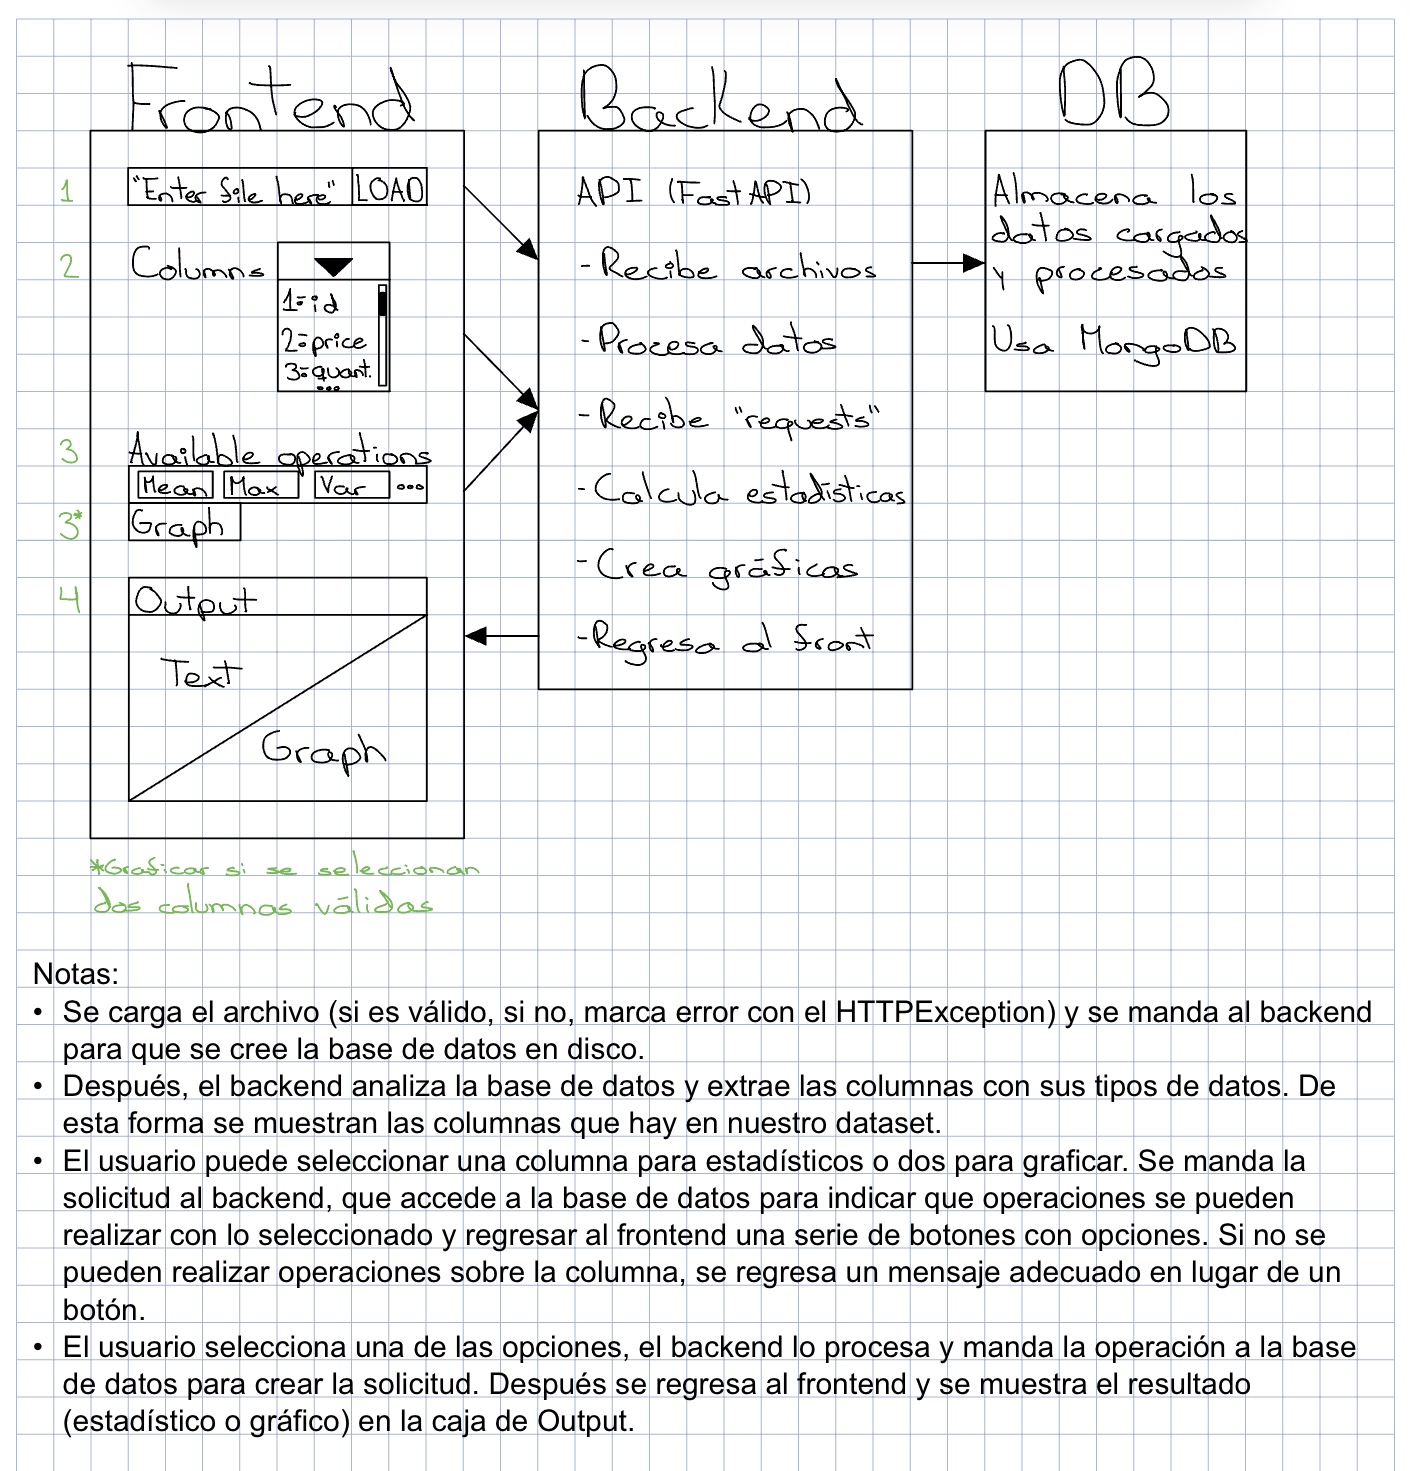 Frontend
Backend
DB
1
"Enter file here" LOAD
2
Columns
1=id
2=price
3=quant.
...
3
Available operations
Mean Max Var ...
3*
Graph
4
Output
Text
Graph
*Graficar si se seleccionan
dos columnas válidas
API (FastAPI)
-Recibe archivos
-Procesa datos
-Recibe "requests"
-Calcula estadísticas
-Crea gráficas
-Regresa al front
Almacena los
datos cargados
y procesados
Usa MongoDB
Notas:
• Se carga el archivo (si es válido, si no, marca error con el HTTPException) y se manda al backend
para que se cree la base de datos en disco.
• Después, el backend analiza la base de datos y extrae las columnas con sus tipos de datos. De
esta forma se muestran las columnas que hay en nuestro dataset.
• El usuario puede seleccionar una columna para estadísticos o dos para graficar. Se manda la
solicitud al backend, que accede a la base de datos para indicar que operaciones se pueden
realizar con lo seleccionado y regresar al frontend una serie de botones con opciones. Si no se
pueden realizar operaciones sobre la columna, se regresa un mensaje adecuado en lugar de un
botón.
• El usuario selecciona una de las opciones, el backend lo procesa y manda la operación a la base
de datos para crear la solicitud. Después se regresa al frontend y se muestra el resultado
(estadístico o gráfico) en la caja de Output.